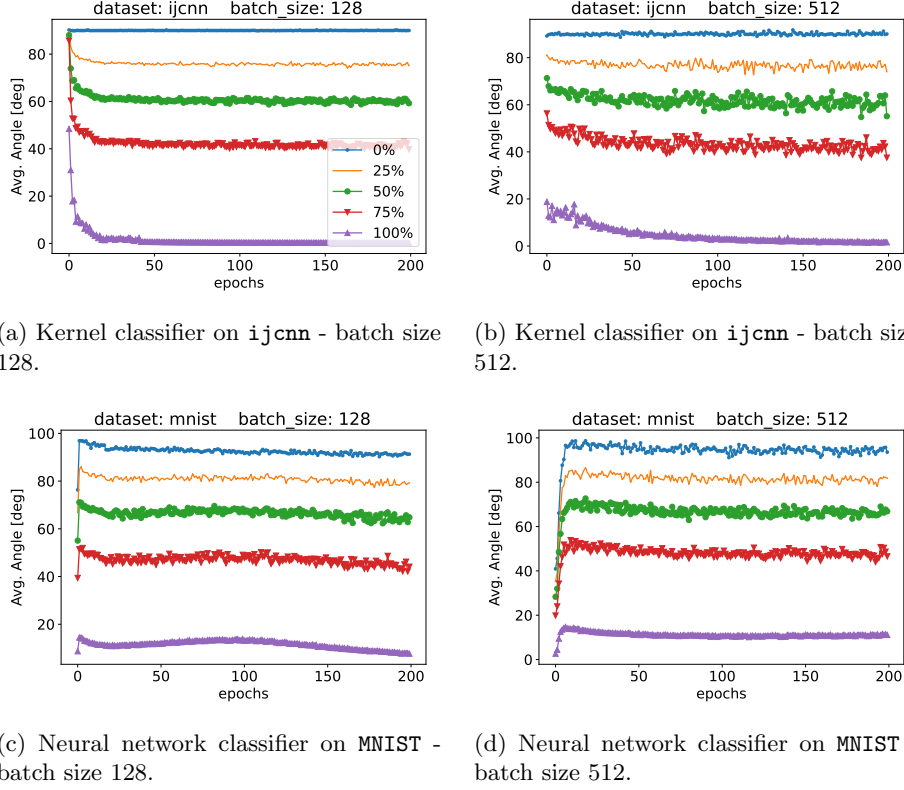 dataset: ijcnn    batch_size: 128
80
60
40
20
0
Avg. Angle [deg]
0%
25%
50%
75%
100%
0 50 100 150 200
epochs
dataset: ijcnn    batch_size: 512
80
60
40
20
0
Avg. Angle [deg]
0 50 100 150 200
epochs
(a) Kernel classifier on ijcnn - batch size
128.
(b) Kernel classifier on ijcnn - batch
512.
dataset: mnist    batch_size: 128
100
80
60
40
20
Avg. Angle [deg]
0 50 100 150 200
epochs
dataset: mnist    batch_size: 512
100
80
60
40
20
0
Avg. Angle [deg]
0 50 100 150 200
epochs
(c) Neural network classifier on MNIST -
batch size 128.
(d) Neural network classifier on MNIST
batch size 512.